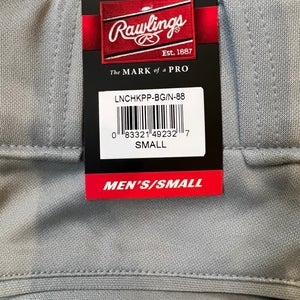 Rawlings
Est. 1887
The MARK of a PRO
LNCHKPP-BG/N-88
0 83321 49232 7
SMALL
MEN'S/SMALL